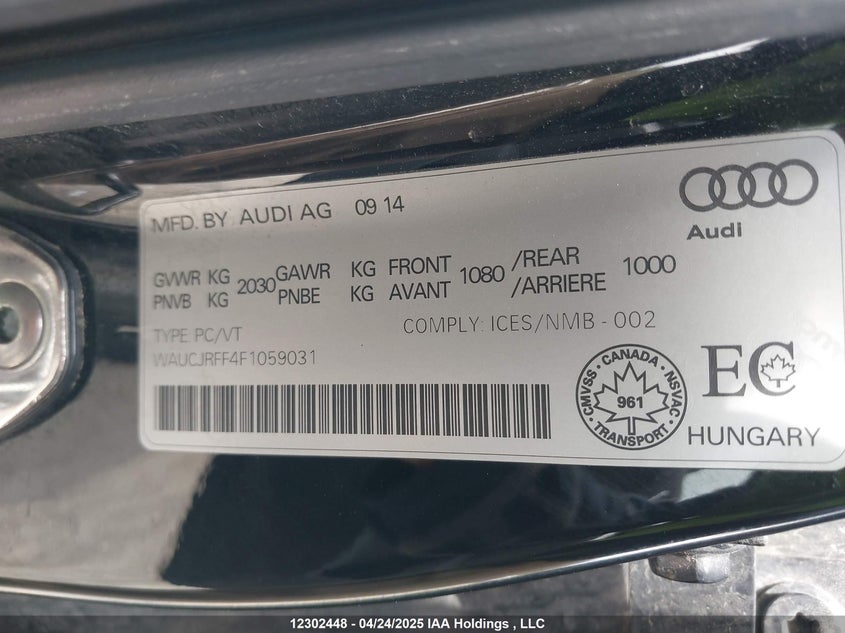 MFD. BY AUDI AG 09 14
Audi
GVWR KG 2030 GAWR KG FRONT 1080 /REAR 1000
PNVB KG PNBE KG AVANT /ARRIERE
TYPE: PC/VT COMPLY: ICES/NMB - 002
WAUCJRFF4F1059031
CMVSS · CANADA · NSVAC
961
TRANSPORT
EC
HUNGARY
12302448 - 04/24/2025 IAA Holdings , LLC